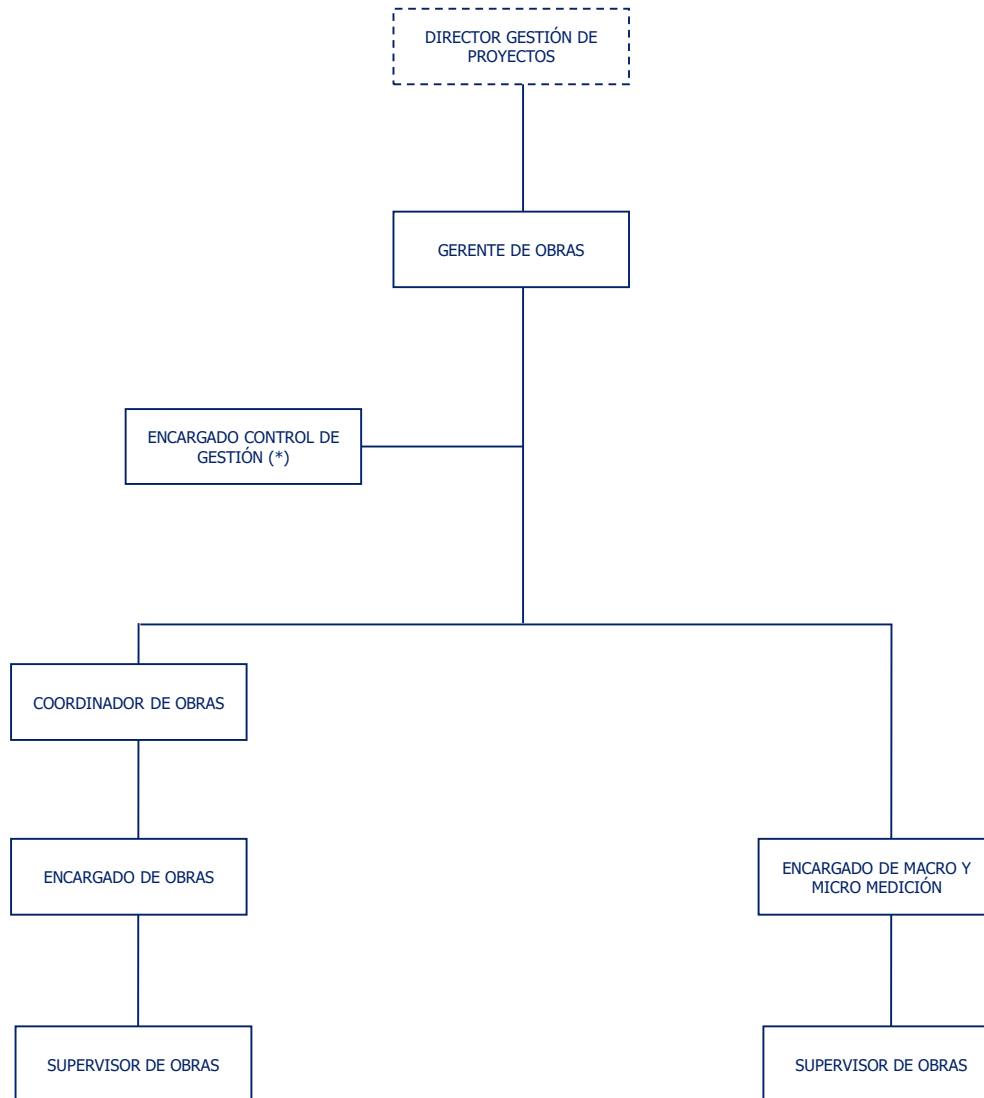 DIRECTOR GESTIÓN DE
PROYECTOS
GERENTE DE OBRAS
ENCARGADO CONTROL DE
GESTIÓN (*)
COORDINADOR DE OBRAS
ENCARGADO DE OBRAS
ENCARGADO DE MACRO Y
MICRO MEDICIÓN
SUPERVISOR DE OBRAS
SUPERVISOR DE OBRAS